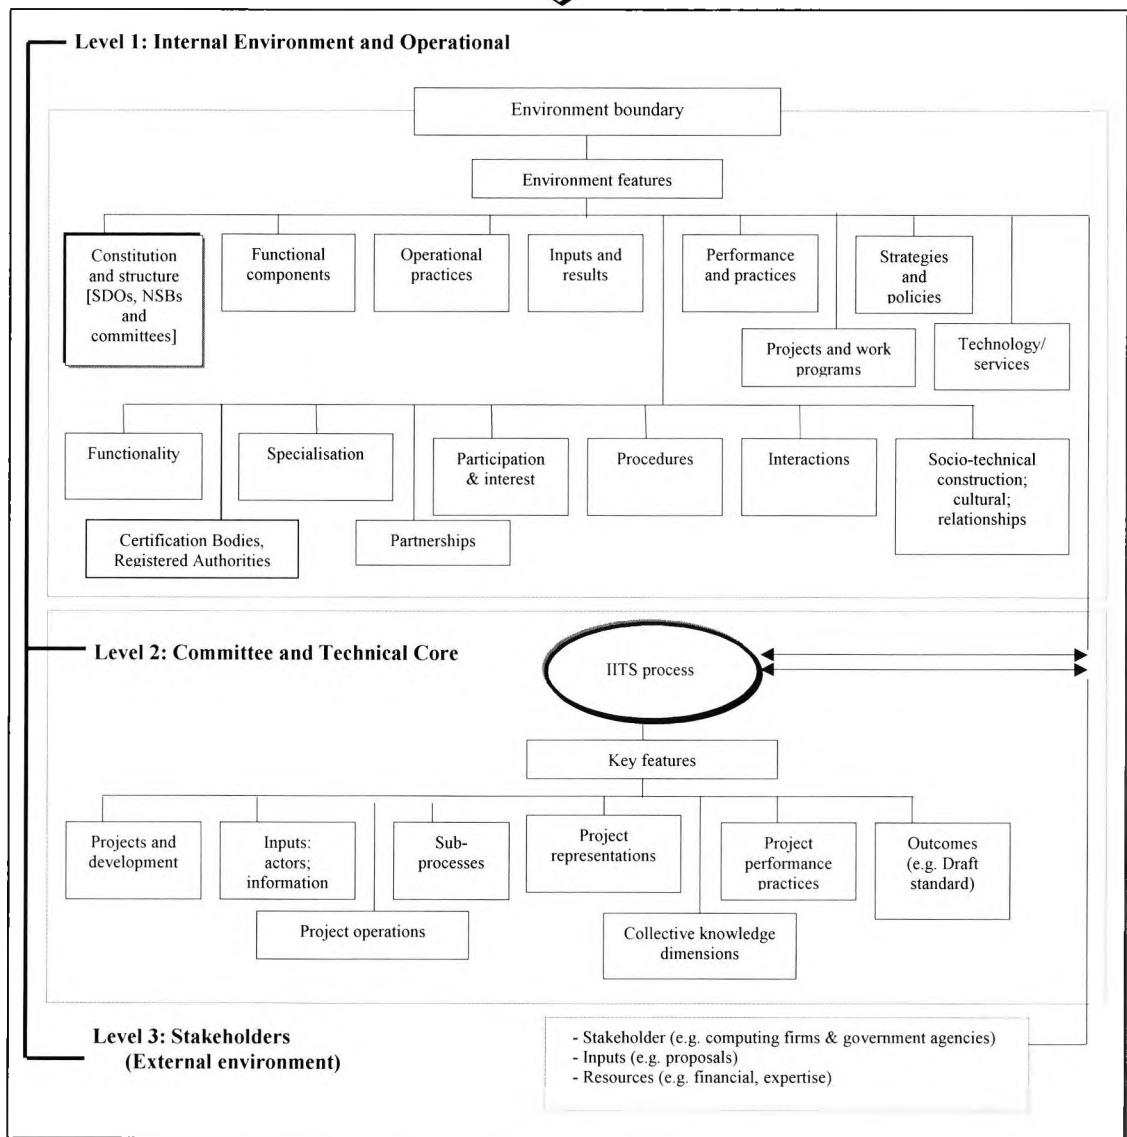 Level 1: Internal Environment and Operational
Environment boundary
Environment features
Constitution
and structure
[SDOs, NSBs
and
committees]
Functional
components
Operational
practices
Inputs and
results
Performance
and practices
Strategies
and
policies
Projects and work
programs
Technology/
services
Functionality
Specialisation
Participation
& interest
Procedures
Interactions
Socio-technical
construction;
cultural;
relationships
Certification Bodies,
Registered Authorities
Partnerships
Level 2: Committee and Technical Core
IITS process
Key features
Projects and
development
Inputs:
actors;
information
Sub-
processes
Project
representations
Project
performance
practices
Outcomes
(e.g. Draft
standard)
Project operations
Collective knowledge
dimensions
Level 3: Stakeholders
(External environment)
- Stakeholder (e.g. computing firms & government agencies)
- Inputs (e.g. proposals)
- Resources (e.g. financial, expertise)